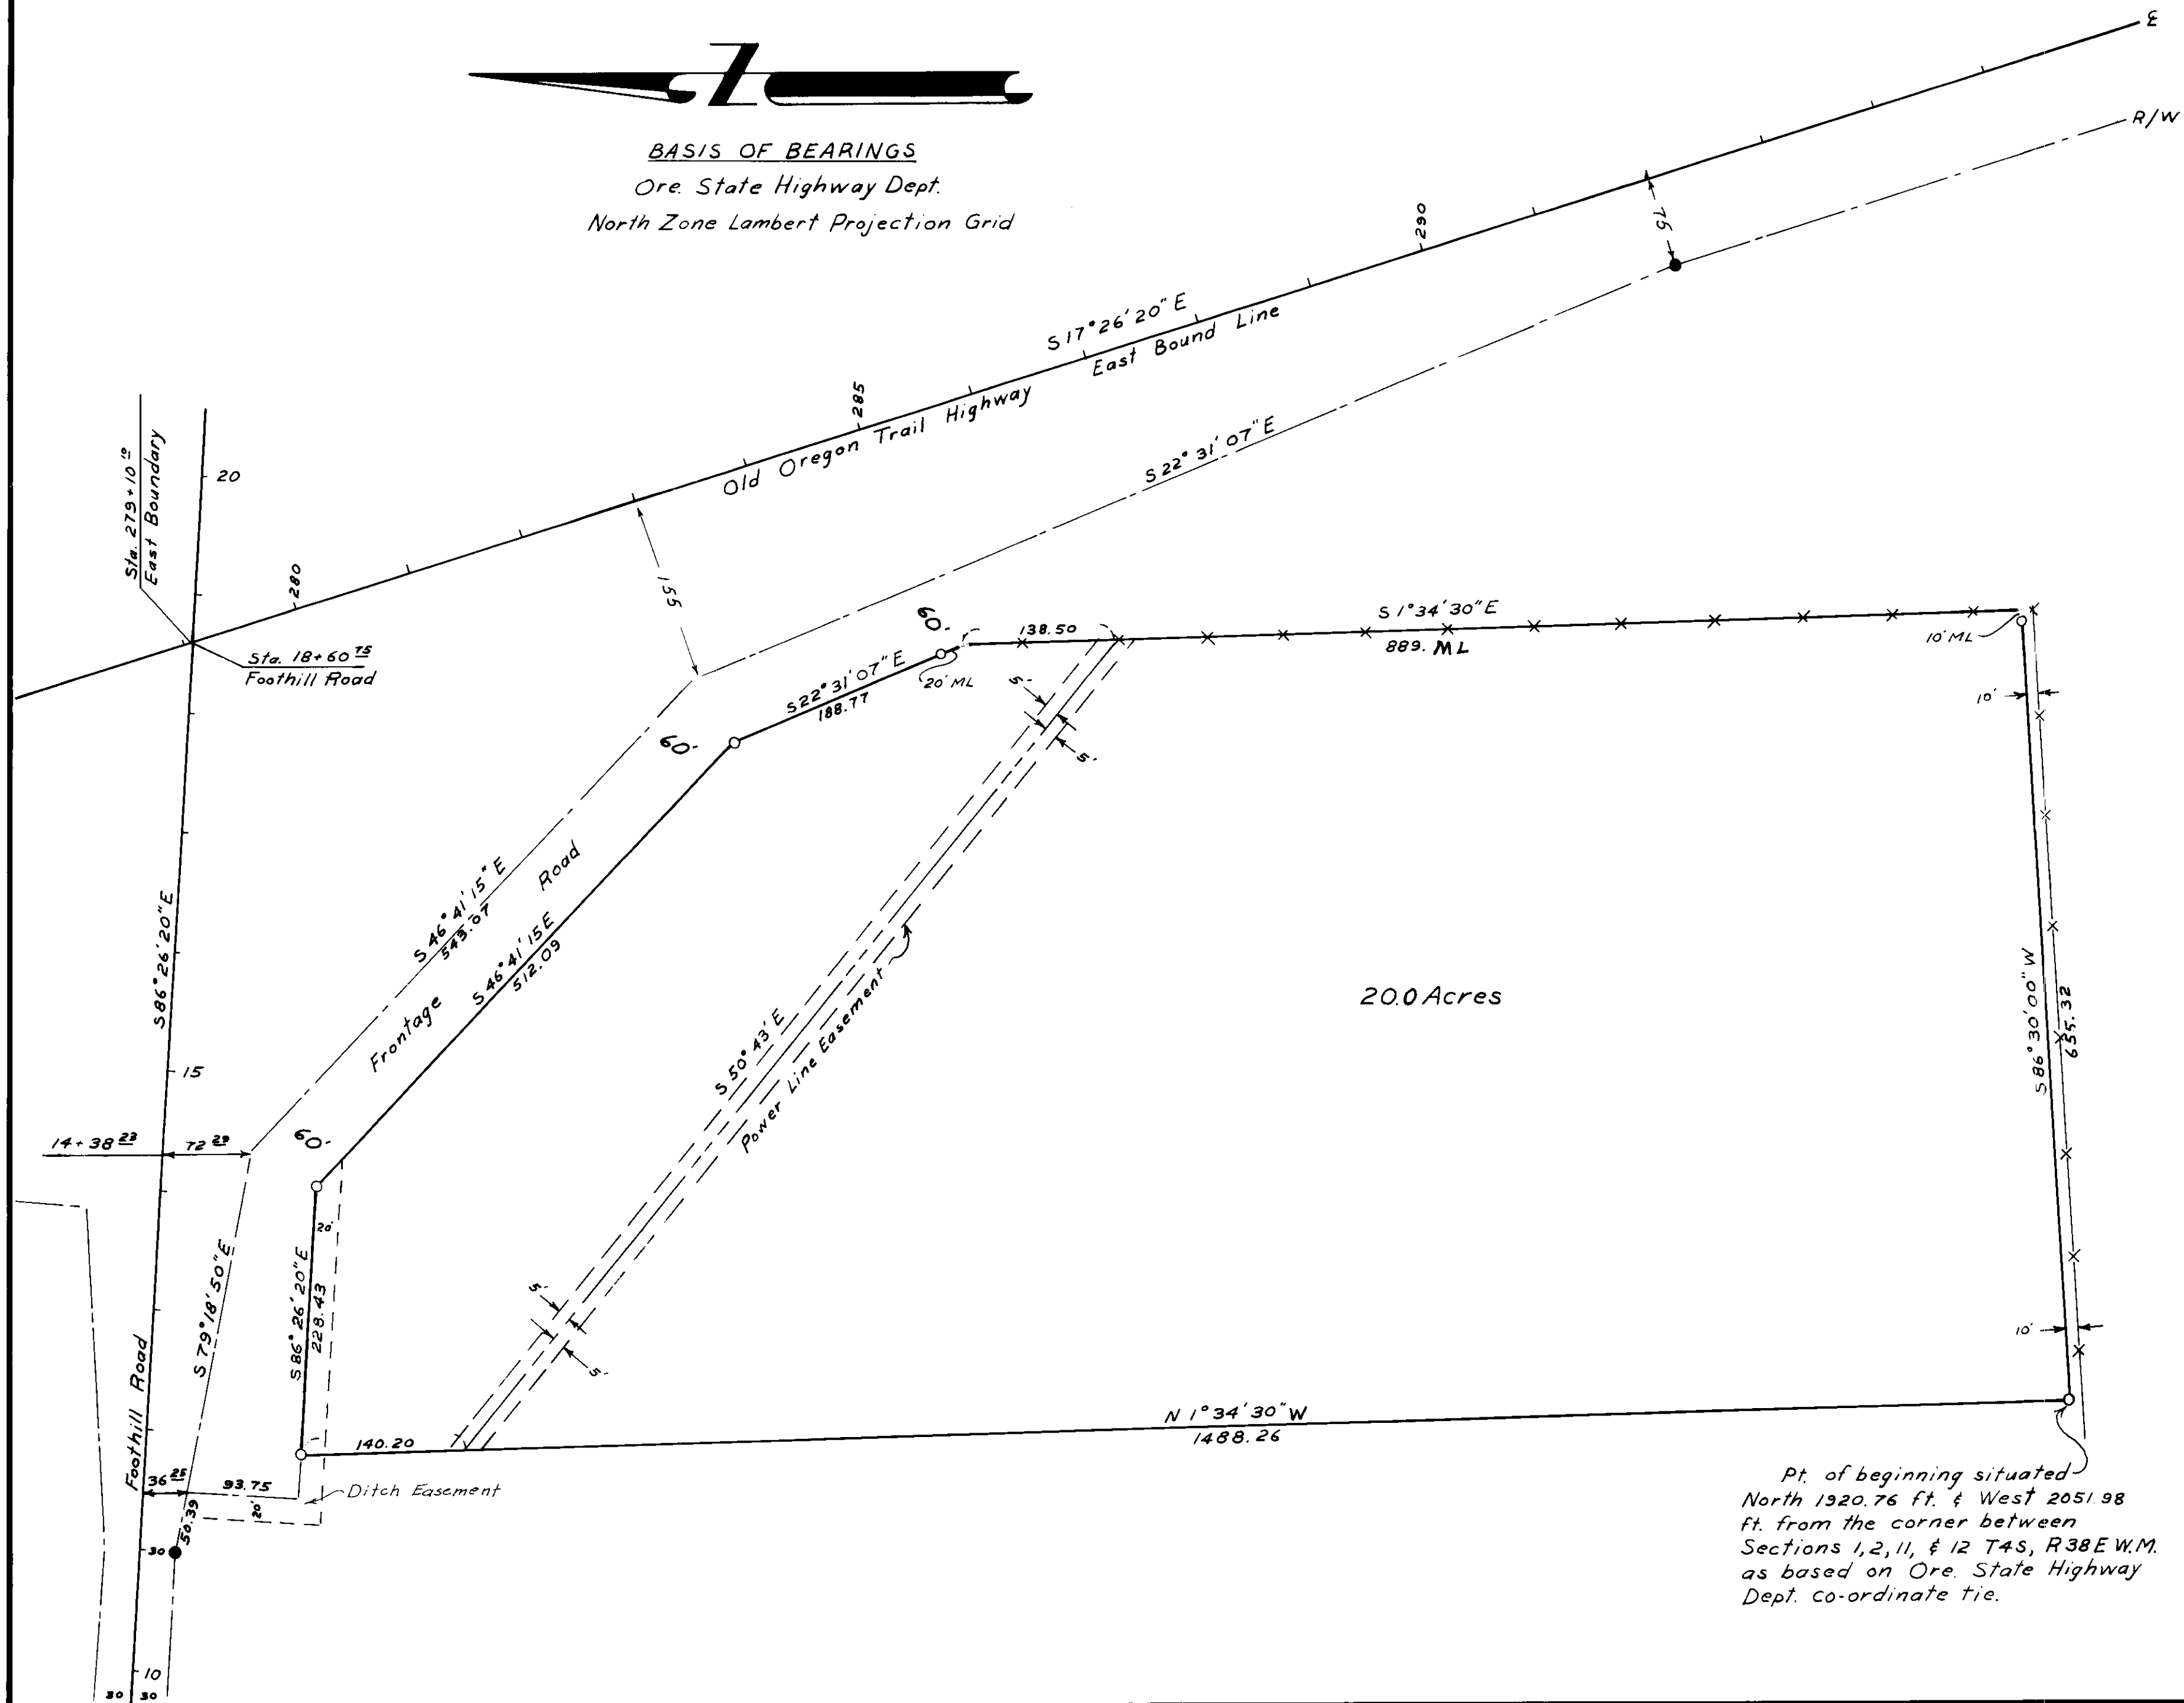 Z
BASIS OF BEARINGS
Ore. State Highway Dept.
North Zone Lambert Projection Grid
℄
R/W
75
290
S 17° 26' 20" E
East Bound Line
285
Old Oregon Trail Highway
S 22° 31' 07" E
Sta. 279+10 10
East Boundary
20
280
155
Sta. 18+60 75
Foothill Road
60'
138.50
S 1° 34' 30" E
889. ML
10' ML
S 22° 31' 07" E
188.77
20' ML
5'
5'
10'
60'
S 46° 41' 15" E
543.07
Frontage Road
S 46° 41' 15 E
512.09
S 86° 26' 20" E
S 50° 43' E
Power Line Easement
20.0 Acres
S 86° 30' 00" W
655.32
15
14+38 23
72 29
60'
20'
S 79° 18' 50" E
S 86° 26' 20" E
228.43
5'
5'
10'
Foothill Road
140.20
N 1° 34' 30" W
1488.26
36 25
93.75
Ditch Easement
20'
50.39
30
10
30
30
Pt. of beginning situated
North 1920.76 ft. & West 2051.98
ft. from the corner between
Sections 1, 2, 11, & 12 T4S, R38E W.M.
as based on Ore. State Highway
Dept. co-ordinate tie.